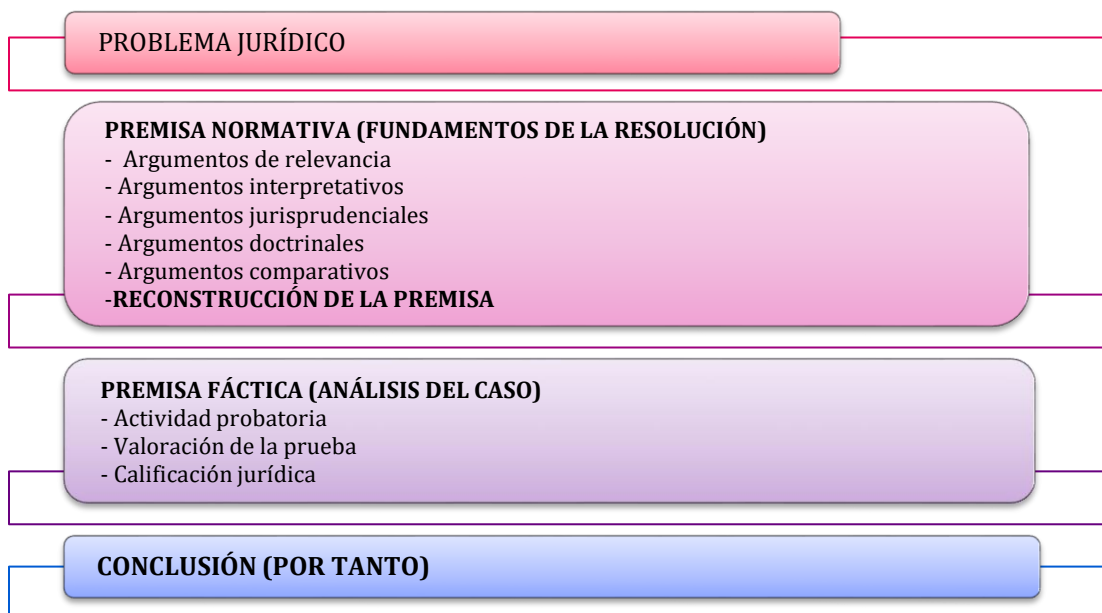 PROBLEMA JURÍDICO
PREMISA NORMATIVA (FUNDAMENTOS DE LA RESOLUCIÓN)
- Argumentos de relevancia
- Argumentos interpretativos
- Argumentos jurisprudenciales
- Argumentos doctrinales
- Argumentos comparativos
-RECONSTRUCCIÓN DE LA PREMISA
PREMISA FÁCTICA (ANÁLISIS DEL CASO)
- Actividad probatoria
- Valoración de la prueba
- Calificación jurídica
CONCLUSIÓN (POR TANTO)